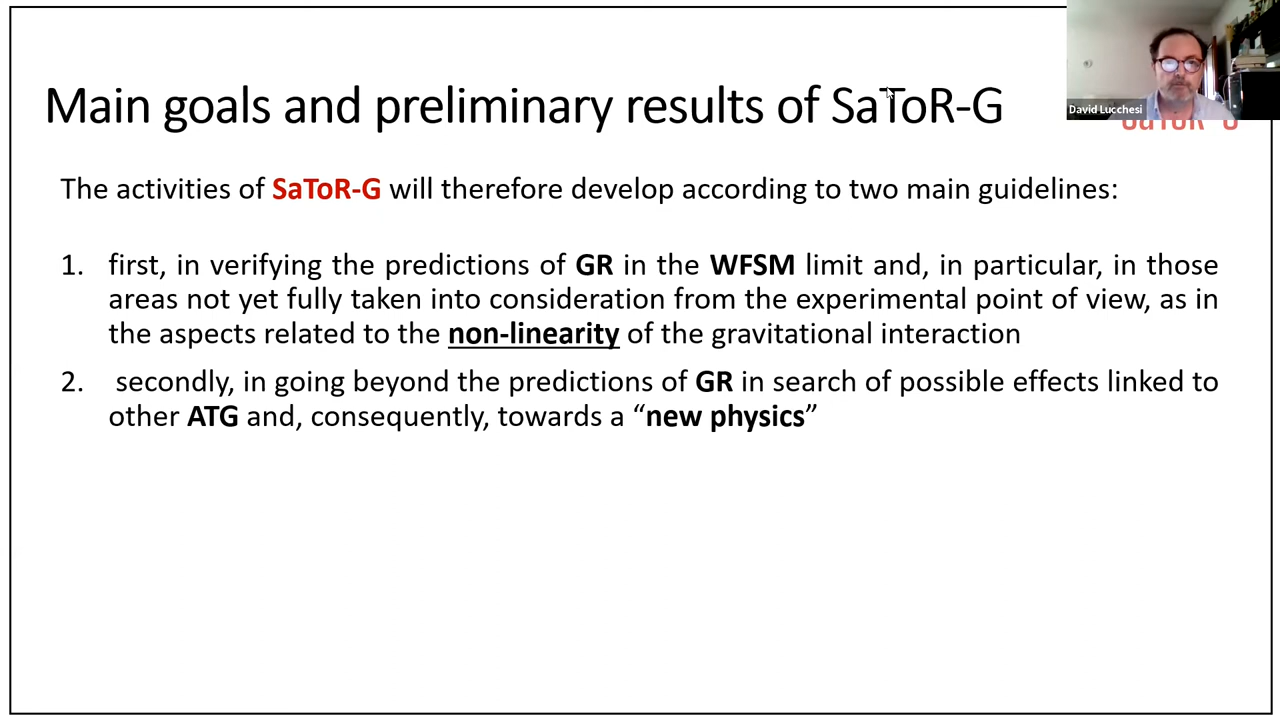 Main goals and preliminary results of SaToR-G
David Lucchesi
SaToR-G
The activities of SaToR-G will therefore develop according to two main guidelines:
1. first, in verifying the predictions of GR in the WFSM limit and, in particular, in those
areas not yet fully taken into consideration from the experimental point of view, as in
the aspects related to the non-linearity of the gravitational interaction
2. secondly, in going beyond the predictions of GR in search of possible effects linked to
other ATG and, consequently, towards a “new physics”